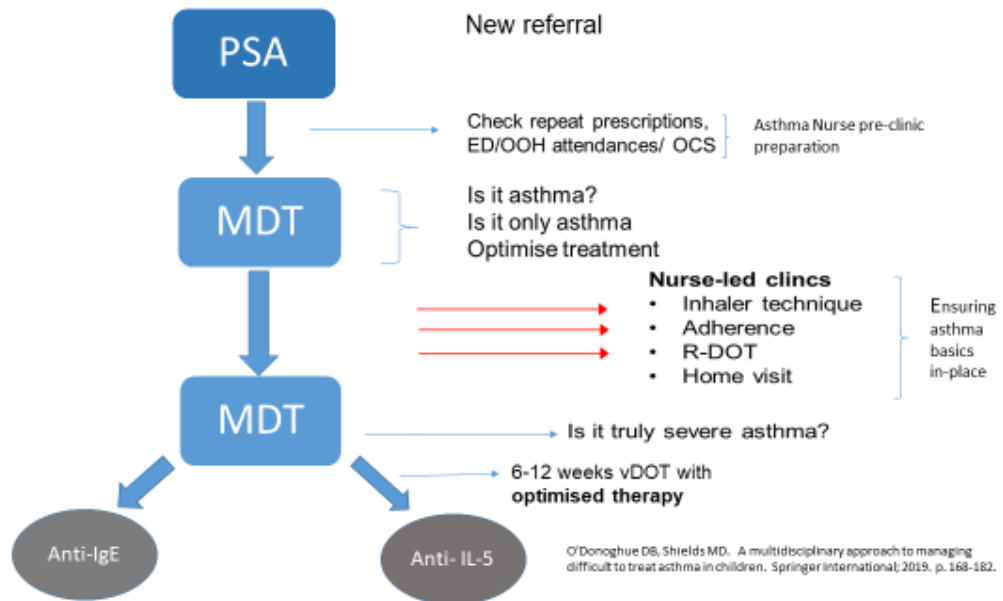 New referral
PSA
Check repeat prescriptions,
ED/OOH attendances/ OCS
Asthma Nurse pre-clinic
preparation
MDT
Is it asthma?
Is it only asthma
Optimise treatment
Nurse-led clincs
• Inhaler technique
• Adherence
• R-DOT
• Home visit
Ensuring
asthma
basics
in-place
MDT
Is it truly severe asthma?
6-12 weeks vDOT with
optimised therapy
Anti-IgE
Anti- IL-5
O'Donoghue DB, Shields MD. A multidisciplinary approach to managing
difficult to treat asthma in children. Springer International; 2019. p. 168-182.